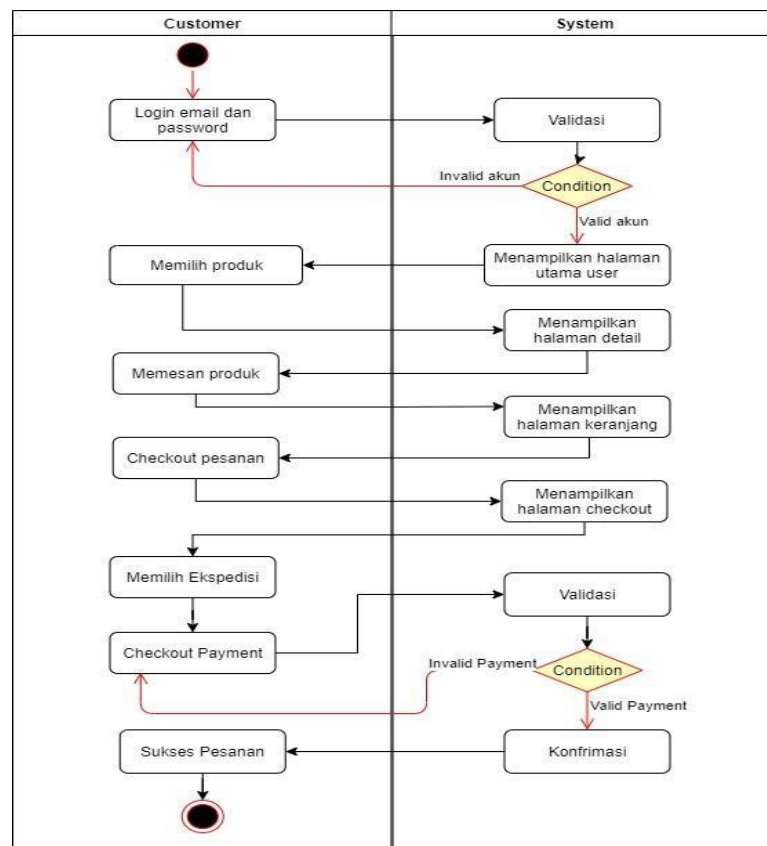 Customer
System
Login email dan
password
Validasi
Invalid akun
Condition
Valid akun
Memilih produk
Menampilkan halaman
utama user
Menampilkan
halaman detail
Memesan produk
Menampilkan
halaman keranjang
Checkout pesanan
Menampilkan
halaman checkout
Memilih Ekspedisi
Validasi
Checkout Payment
Invalid Payment
Condition
Valid Payment
Sukses Pesanan
Konfrimasi